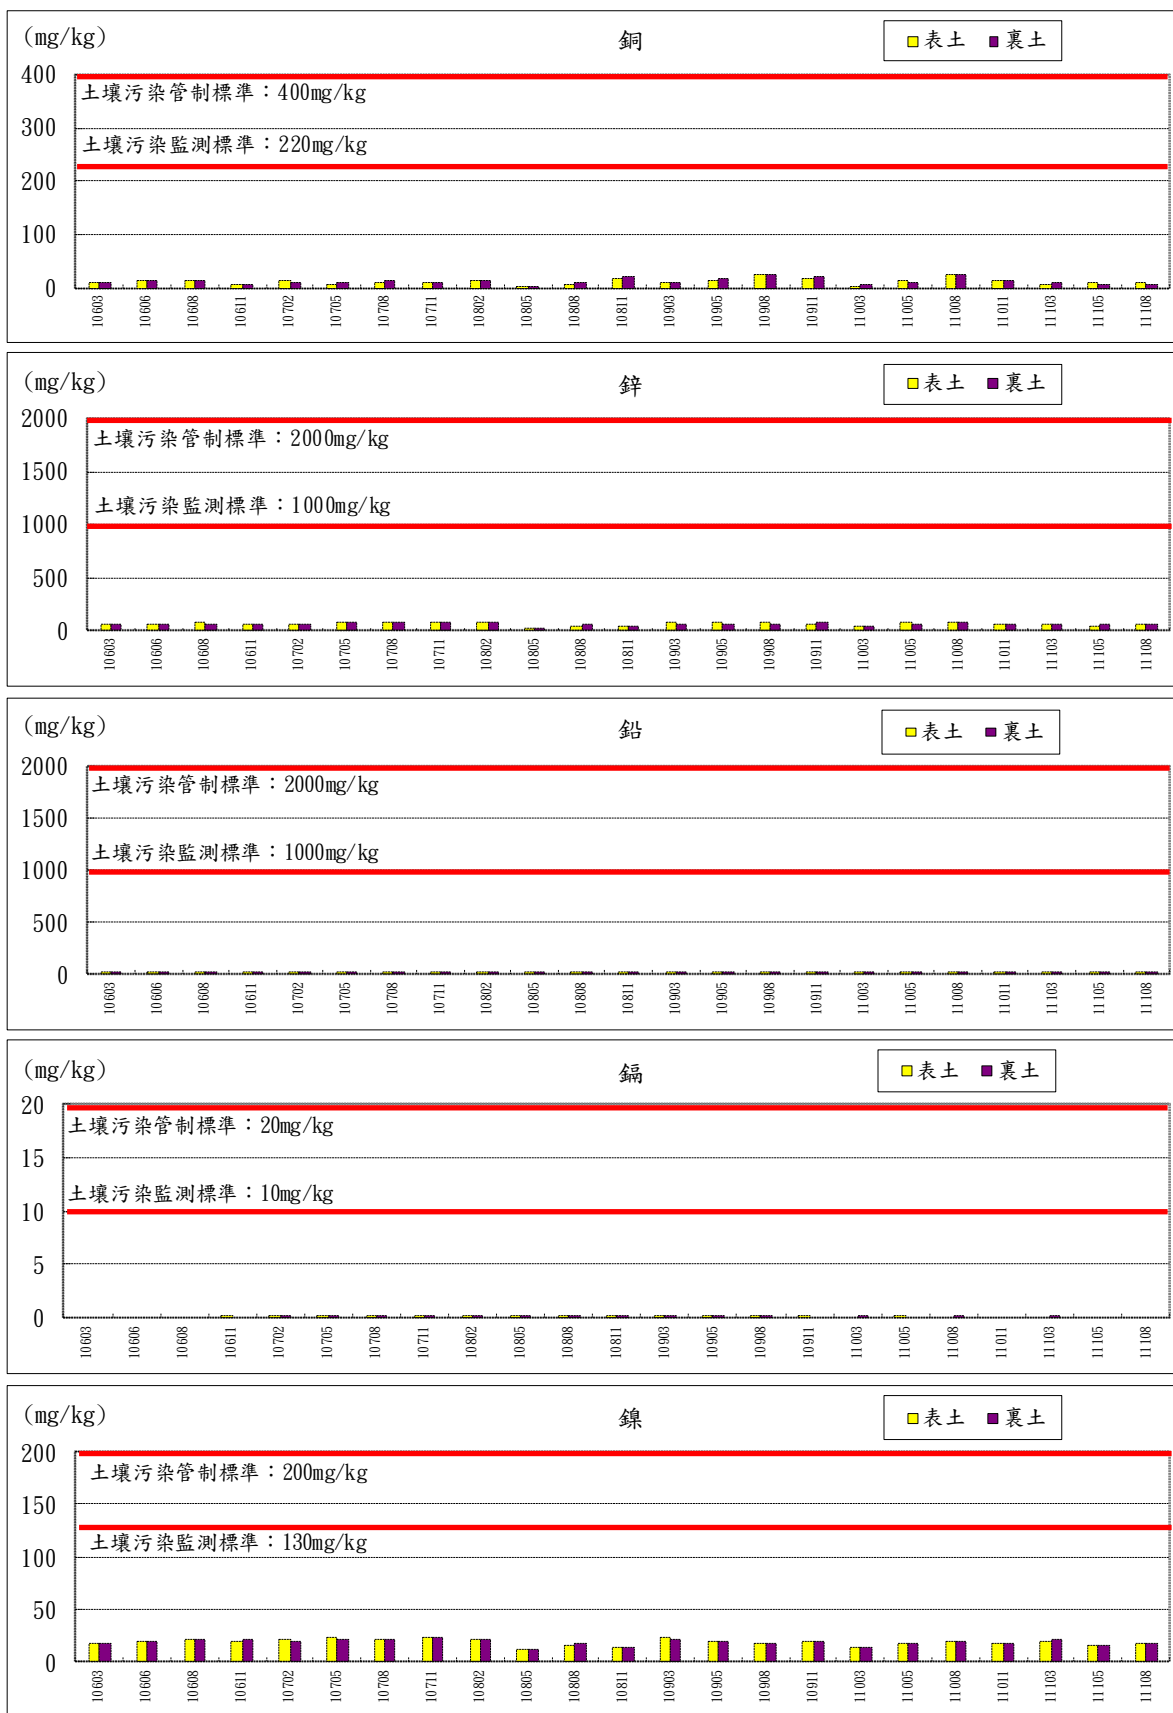 (mg/kg)
銅
表土 裏土
400
土壤污染管制標準：400mg/kg
300
土壤污染監測標準：220mg/kg
200
100
0
10603 10606 10608 10611 10702 10705 10708 10711 10802 10805 10808 10811 10903 10905 10908 10911 11003 11005 11008 11011 11103 11105 11108
(mg/kg)
鋅
表土 裏土
2000
土壤污染管制標準：2000mg/kg
1500
土壤污染監測標準：1000mg/kg
1000
500
0
10603 10606 10608 10611 10702 10705 10708 10711 10802 10805 10808 10811 10903 10905 10908 10911 11003 11005 11008 11011 11103 11105 11108
(mg/kg)
鉛
表土 裏土
2000
土壤污染管制標準：2000mg/kg
1500
土壤污染監測標準：1000mg/kg
1000
500
0
10603 10606 10608 10611 10702 10705 10708 10711 10802 10805 10808 10811 10903 10905 10908 10911 11003 11005 11008 11011 11103 11105 11108
(mg/kg)
鎘
表土 裏土
20
土壤污染管制標準：20mg/kg
15
土壤污染監測標準：10mg/kg
10
5
0
10603 10606 10608 10611 10702 10705 10708 10711 10802 10805 10808 10811 10903 10905 10908 10911 11003 11005 11008 11011 11103 11105 11108
(mg/kg)
鎳
表土 裏土
200
土壤污染管制標準：200mg/kg
150
土壤污染監測標準：130mg/kg
100
50
0
10603 10606 10608 10611 10702 10705 10708 10711 10802 10805 10808 10811 10903 10905 10908 10911 11003 11005 11008 11011 11103 11105 11108